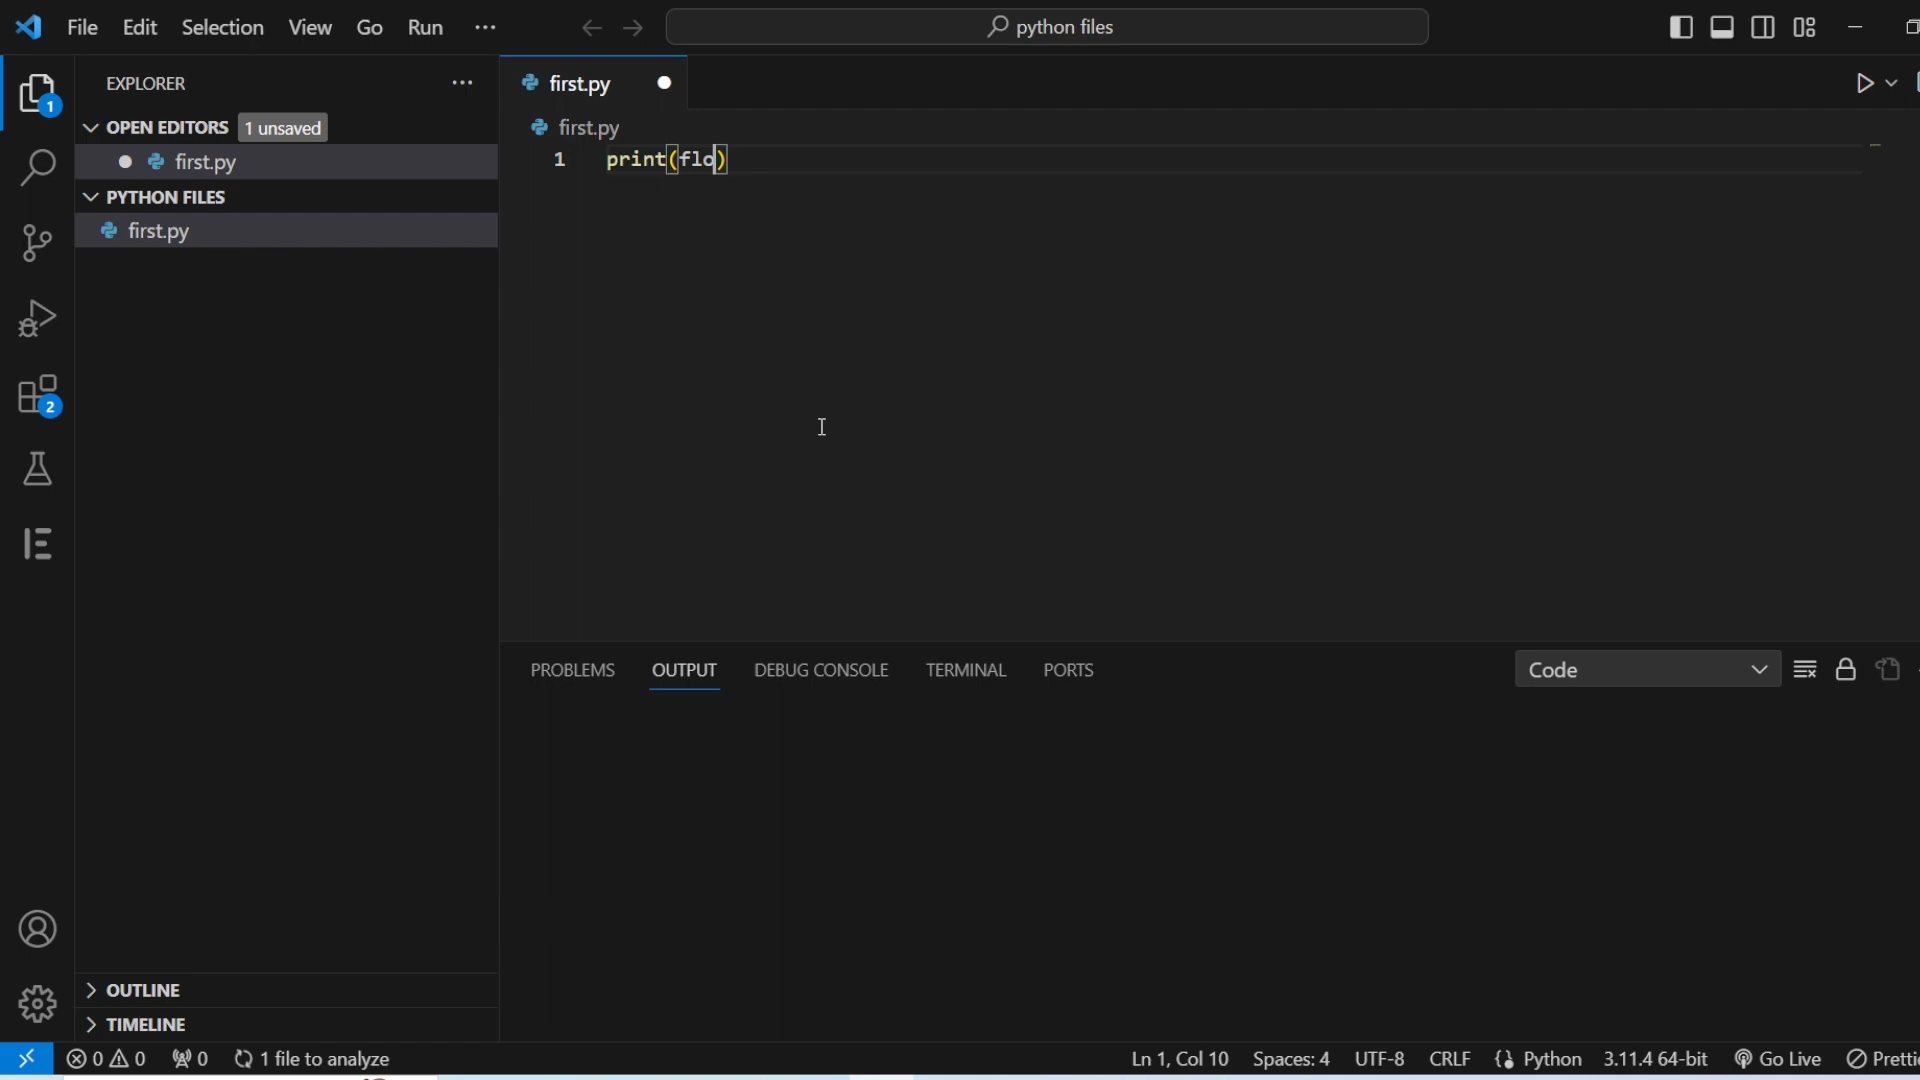 File Edit Selection View Go Run
python files
EXPLORER
OPEN EDITORS 1 unsaved
first.py
PYTHON FILES
first.py
OUTLINE
TIMELINE
first.py
first.py
1 print(flo)
PROBLEMS OUTPUT DEBUG CONSOLE TERMINAL PORTS
Code
1
2
0 0 0 1 file to analyze
Ln 1, Col 10 Spaces: 4 UTF-8 CRLF Python 3.11.4 64-bit Go Live